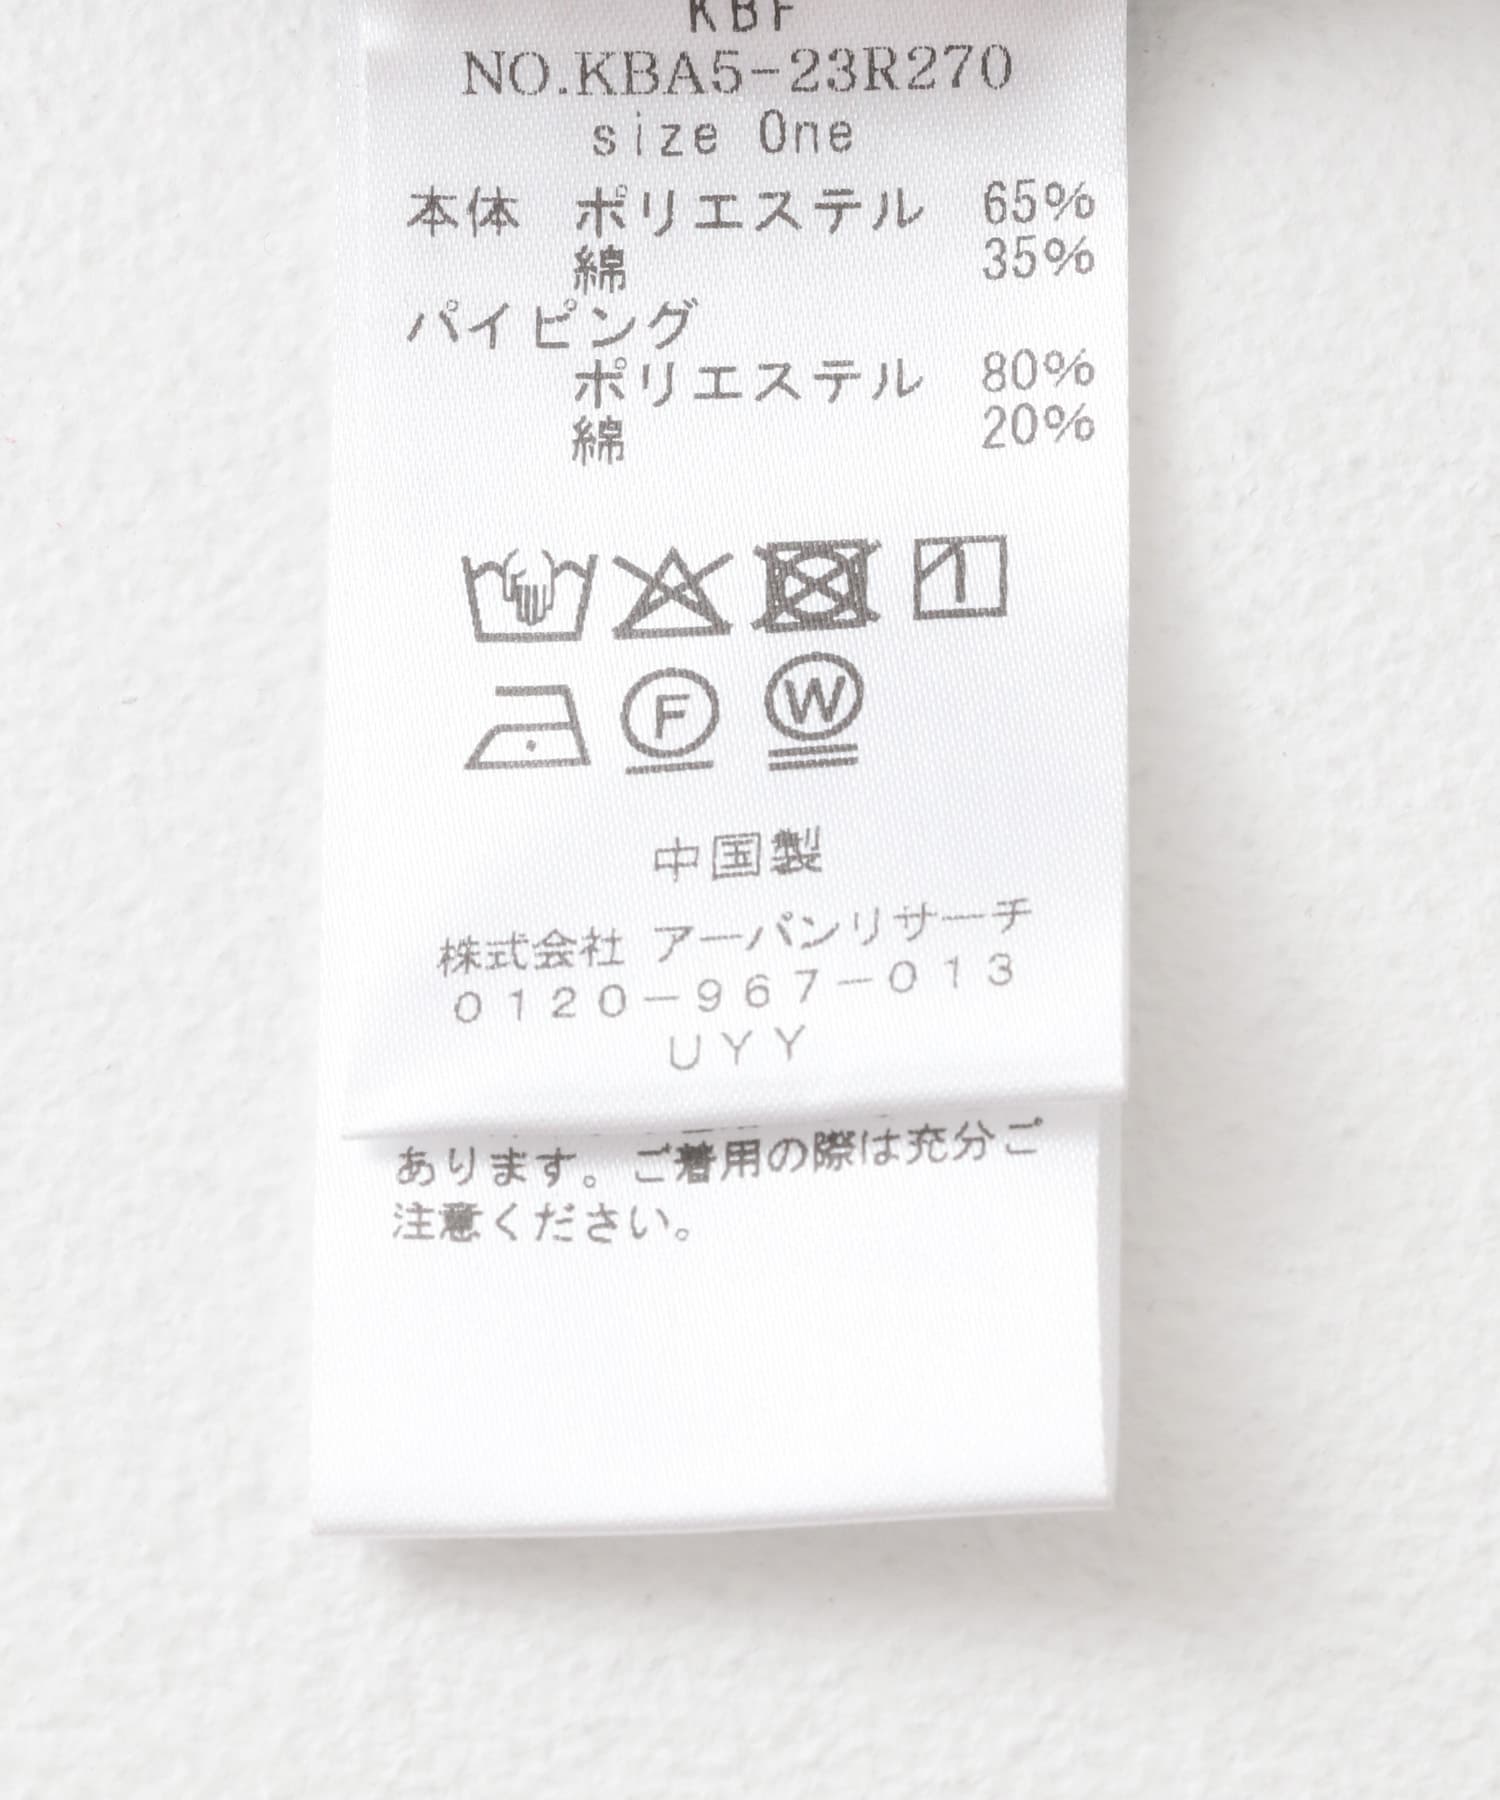 KBF
NO.KBA5-23R270
size One
本体 ポリエステル 65%
綿 35%
パイピング
ポリエステル 80%
綿 20%
F W
中国製
株式会社 アーバンリサーチ
0120-967-013
UYY
あります。ご着用の際は充分ご
注意ください。